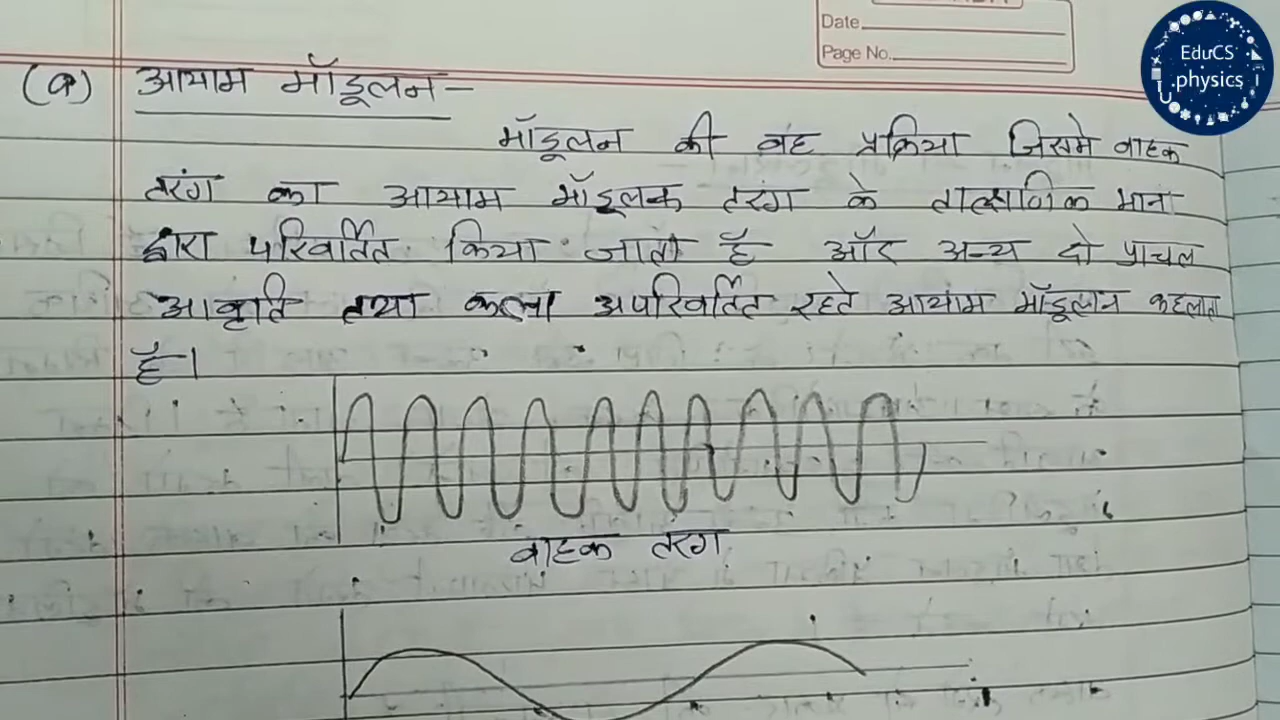 Date
Page No.
EduCS
physics
(a) आयाम मॉडूलन –
मॉडूलन की वह प्रक्रिया जिसमे वाहक
तरंग का आयाम मॉडूलक तरंग के तात्क्षणिक मान
द्वारा परिवर्तित किया जाता है और अन्य दो प्राचल
आवृति तथा कला अपरिवर्तित रहते आयाम मॉडूलन कहलाता
है।
वाहक तरंग